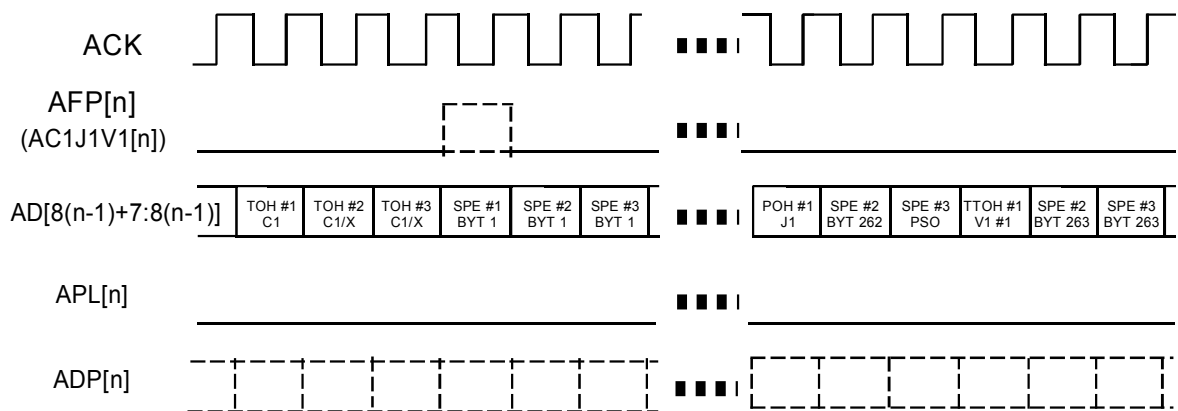 ACK
AFP[n]
(AC1J1V1[n])
AD[8(n-1)+7:8(n-1)]
TOH #1
C1
TOH #2
C1/X
TOH #3
C1/X
SPE #1
BYT 1
SPE #2
BYT 1
SPE #3
BYT 1
POH #1
J1
SPE #2
BYT 262
SPE #3
PSO
TTOH #1
V1 #1
SPE #2
BYT 263
SPE #3
BYT 263
APL[n]
ADP[n]